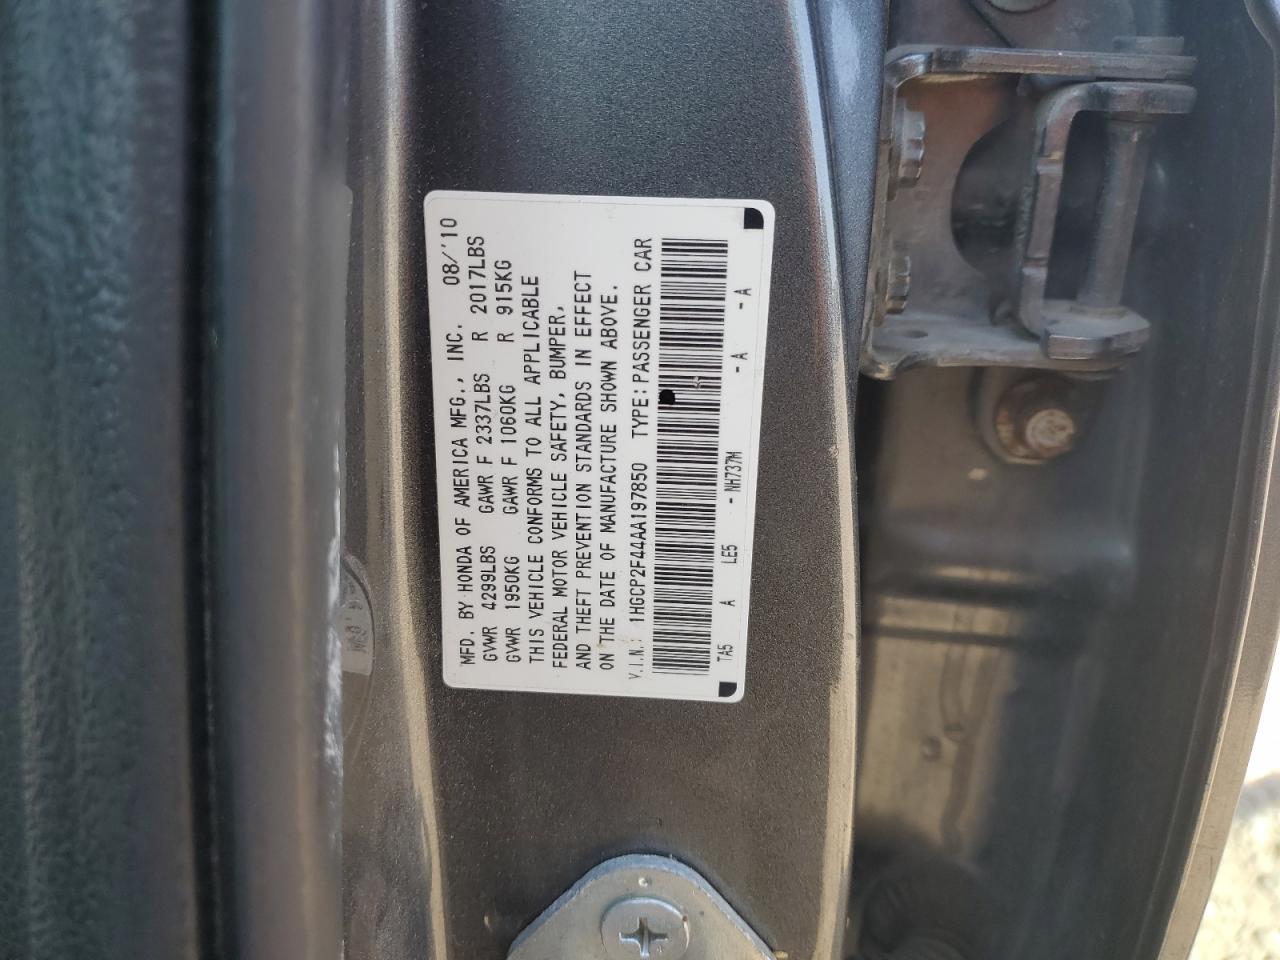 MFD. BY HONDA OF AMERICA MFG., INC. 08/'10
GVWR 4299LBS GAWR F 2337LBS R 2017LBS
GVWR 1950KG GAWR F 1060KG R 915KG
THIS VEHICLE CONFORMS TO ALL APPLICABLE
FEDERAL MOTOR VEHICLE SAFETY, BUMPER,
AND THEFT PREVENTION STANDARDS IN EFFECT
ON THE DATE OF MANUFACTURE SHOWN ABOVE.
V.I.N.: 1HGCP2F44AA197850 TYPE:PASSENGER CAR
TA5 A LE5 - NH737M - A - A